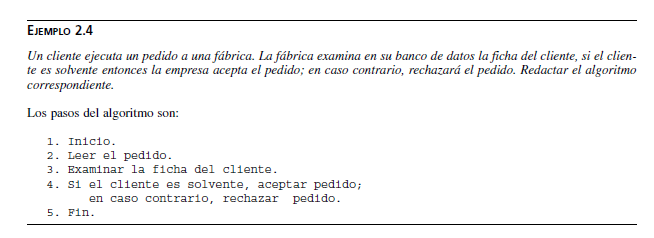 EJEMPLO 2.4
Un cliente ejecuta un pedido a una fábrica. La fábrica examina en su banco de datos la ficha del cliente, si el clien-
te es solvente entonces la empresa acepta el pedido; en caso contrario, rechazará el pedido. Redactar el algoritmo
correspondiente.
Los pasos del algoritmo son:
1. Inicio.
2. Leer el pedido.
3. Examinar la ficha del cliente.
4. Si el cliente es solvente, aceptar pedido;
en caso contrario, rechazar pedido.
5. Fin.